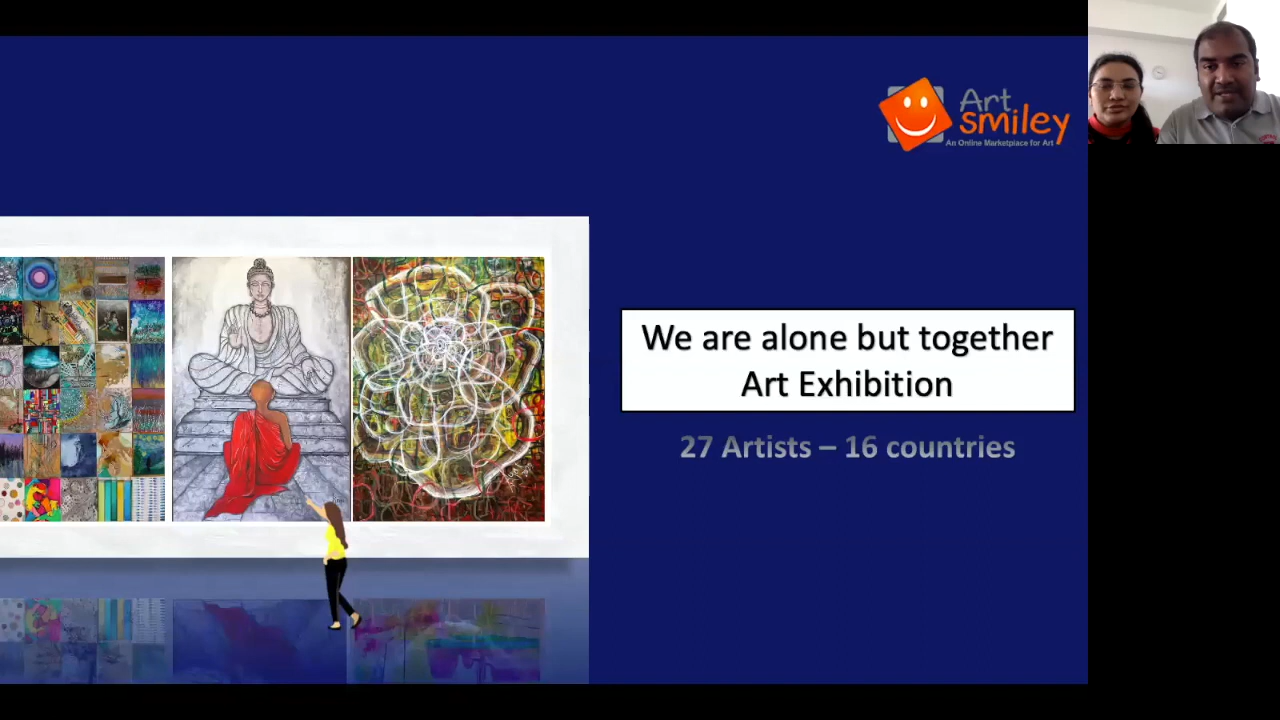 Art
smiley
An Online Marketplace for Art
We are alone but together
Art Exhibition
27 Artists – 16 countries